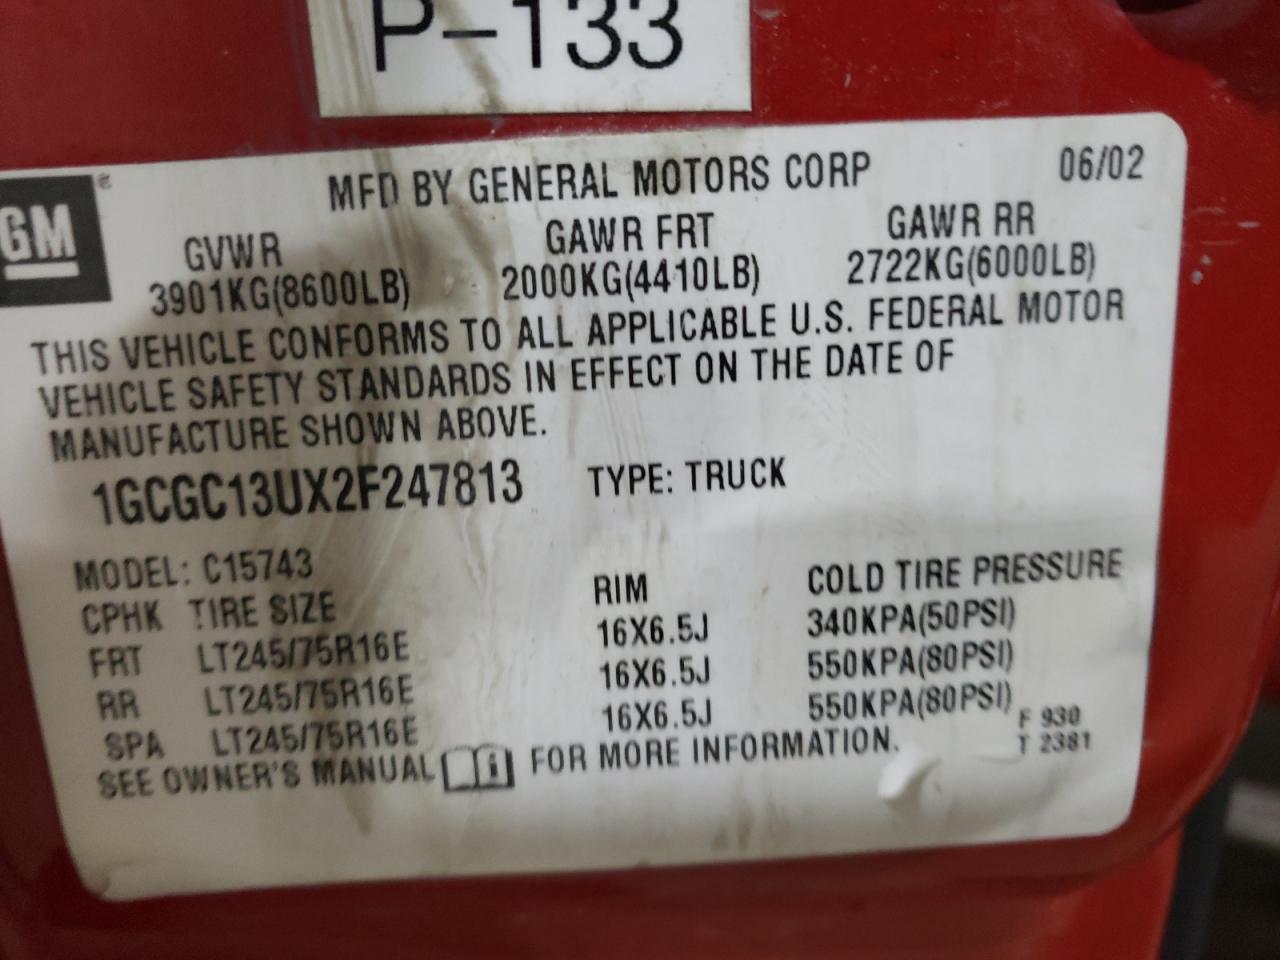 P-133
GM
MFD BY GENERAL MOTORS CORP 06/02
GVWR GAWR FRT GAWR RR
3901KG(8600LB) 2000KG(4410LB) 2722KG(6000LB)
THIS VEHICLE CONFORMS TO ALL APPLICABLE U.S. FEDERAL MOTOR
VEHICLE SAFETY STANDARDS IN EFFECT ON THE DATE OF
MANUFACTURE SHOWN ABOVE.
1GCGC13UX2F247813 TYPE: TRUCK
MODEL: C15743
CPHK TIRE SIZE RIM COLD TIRE PRESSURE
FRT LT245/75R16E 16X6.5J 340KPA(50PSI)
RR LT245/75R16E 16X6.5J 550KPA(80PSI)
SPA LT245/75R16E 16X6.5J 550KPA(80PSI)
F 930
SEE OWNER'S MANUAL FOR MORE INFORMATION. T 2381